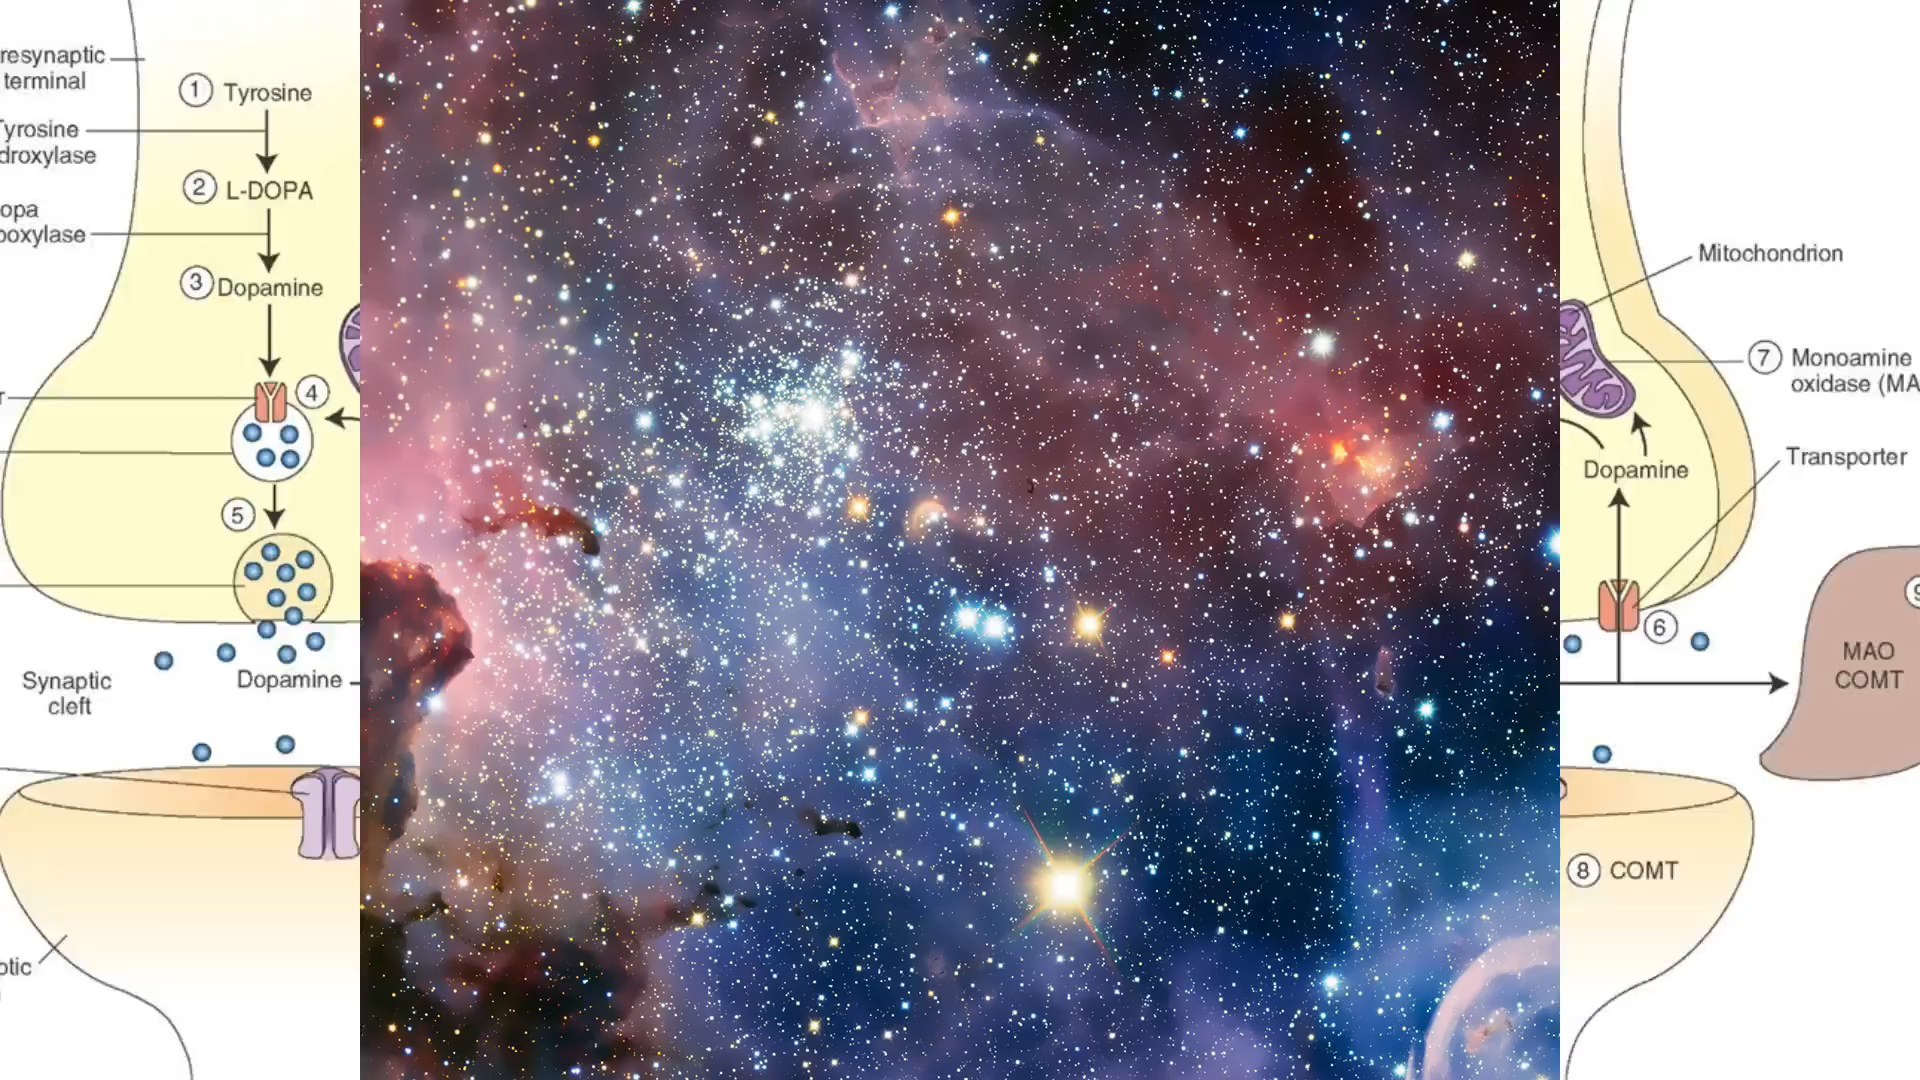 resynaptic
terminal
1 Tyrosine
Tyrosine
droxylase
2 L-DOPA
opa
boxylase
3 Dopamine
4
r
5
Synaptic
cleft
Dopamine
otic
Mitochondrion
7 Monoamine
oxidase (MA
Dopamine
Transporter
6
9
MAO
COMT
8 COMT